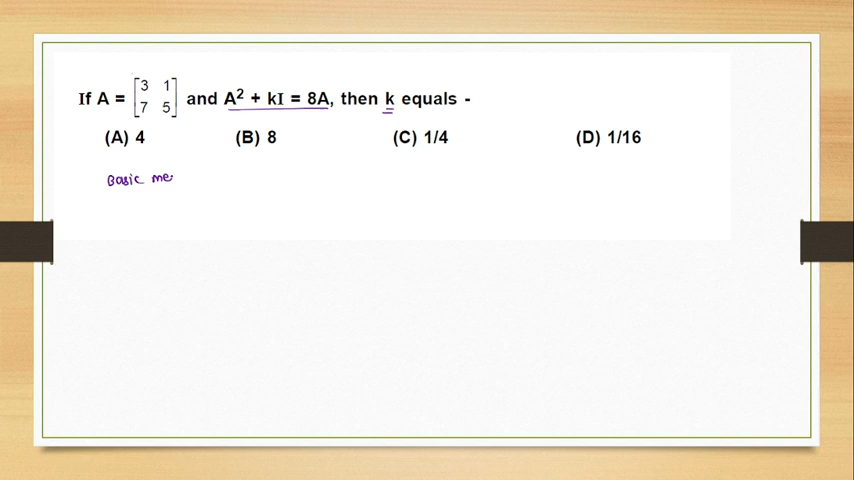 If A = [3 1; 7 5] and A² + kI = 8A, then k equals -
(A) 4 (B) 8 (C) 1/4 (D) 1/16
Basic me